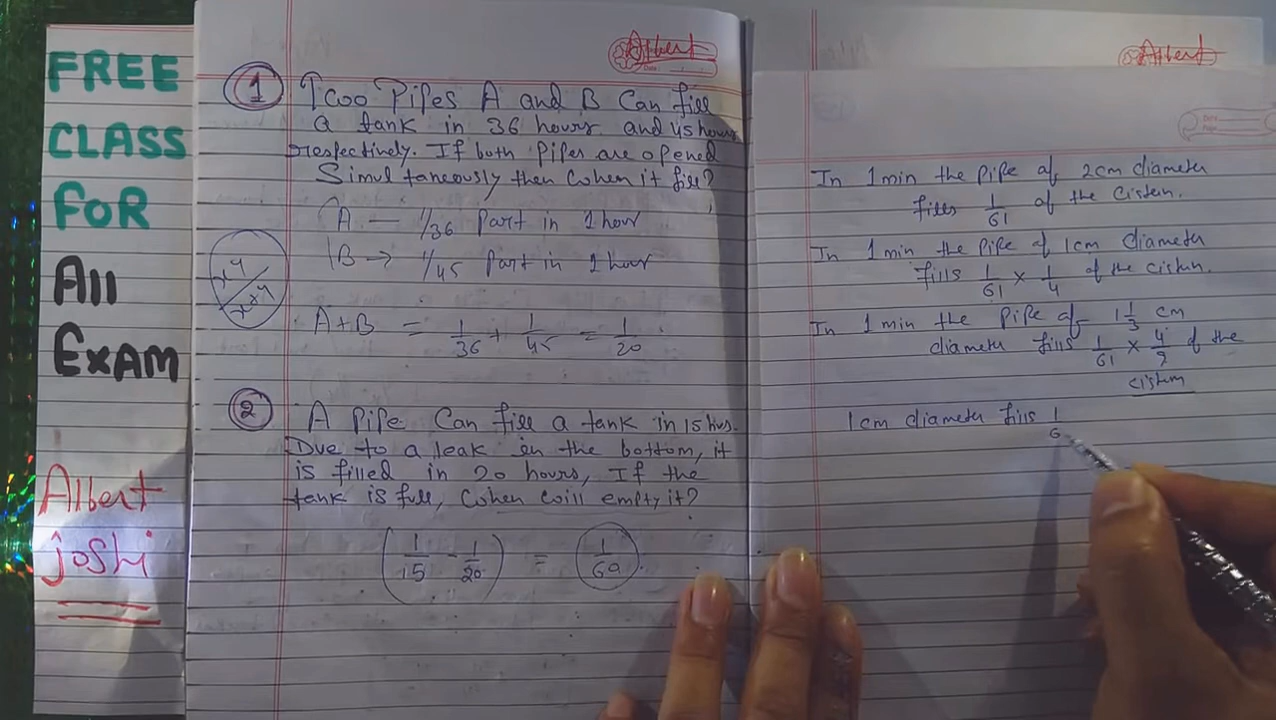 FREE
CLASS
FOR
All
ExAM
Albert
joshi
Albert
1 Two Pipes A and B Can fill
a tank in 36 hours and 45 hours
respectively. If both Pipes are opened
Simultaneously then when it fill?
A — 1/36 Part in 1 hour
B → 1/45 Part in 1 hour
A+B = 1/36 + 1/45 = 1/20
2 A Pipe Can fill a tank in 15 hrs.
Due to a leak in the bottom, it
is filled in 20 hours, If the
tank is full, when will empty it?
(1/15 - 1/20) = 1/60.
Albert
In 1min the pipe of 2cm diameter
fills 1/61 of the cistern.
In 1min the pipe of 1cm diameter
fills 1/61 × 1/4 of the cistern.
In 1min the pipe of 1 1/3 cm
diameter fills 1/61 × 4/9 of the
cistern
1cm diameter fills 1/6